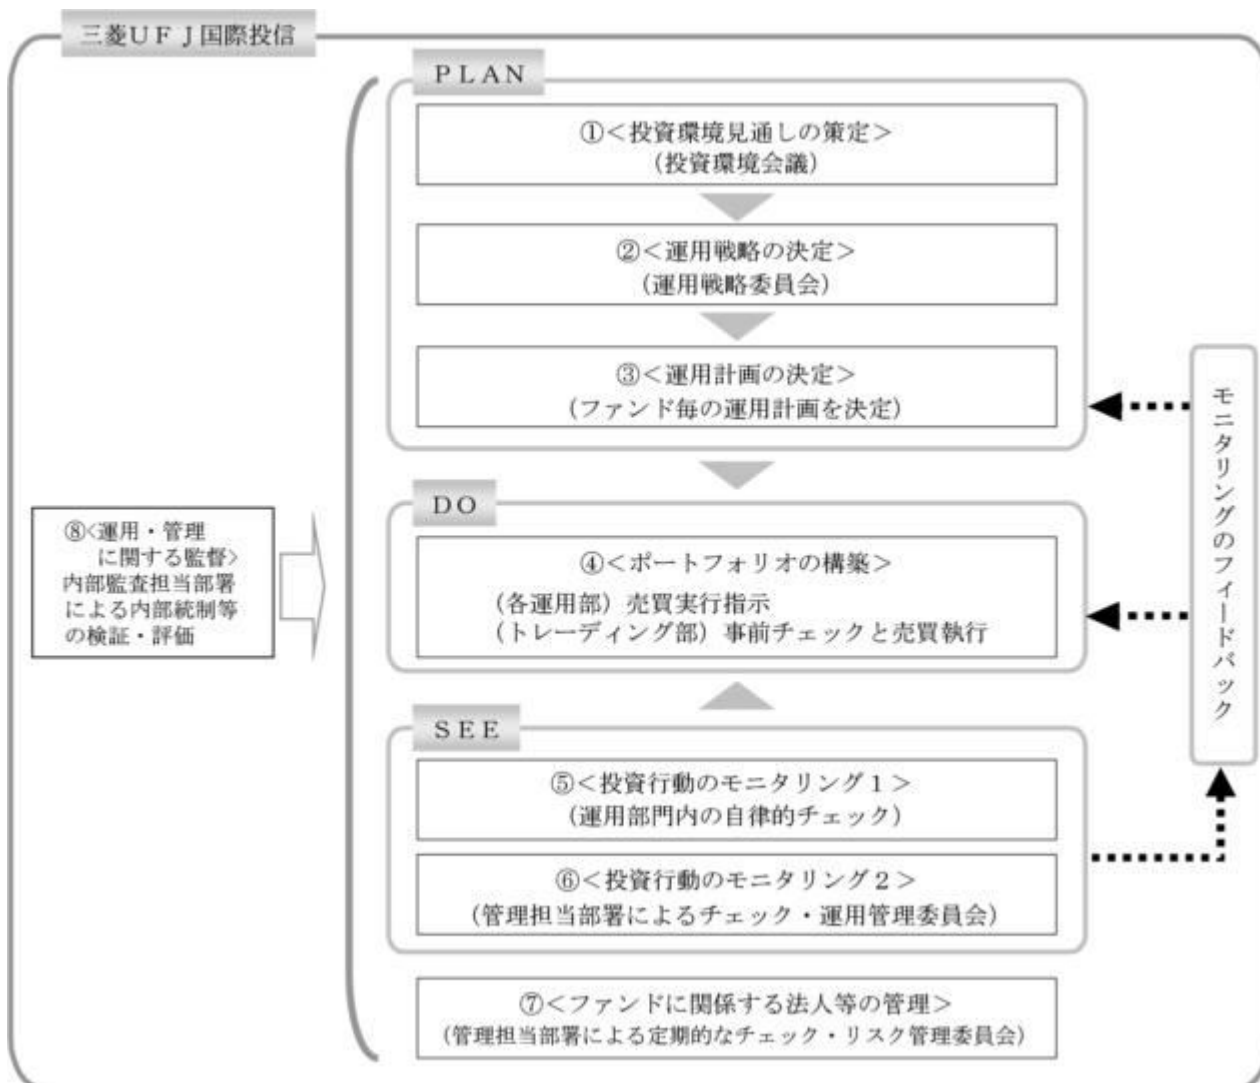 三菱ＵＦＪ国際投信
ＰＬＡＮ
①＜投資環境見通しの策定＞
（投資環境会議）
②＜運用戦略の決定＞
（運用戦略委員会）
③＜運用計画の決定＞
（ファンド毎の運用計画を決定）
ＤＯ
④＜ポートフォリオの構築＞
（各運用部）売買実行指示
（トレーディング部）事前チェックと売買執行
ＳＥＥ
⑤＜投資行動のモニタリング１＞
（運用部門内の自律的チェック）
⑥＜投資行動のモニタリング２＞
（管理担当部署によるチェック・運用管理委員会）
⑦＜ファンドに関係する法人等の管理＞
（管理担当部署による定期的なチェック・リスク管理委員会）
⑧<運用・管理
に関する監督>
内部監査担当部署
による内部統制等
の検証・評価
モニタリングのフィードバック